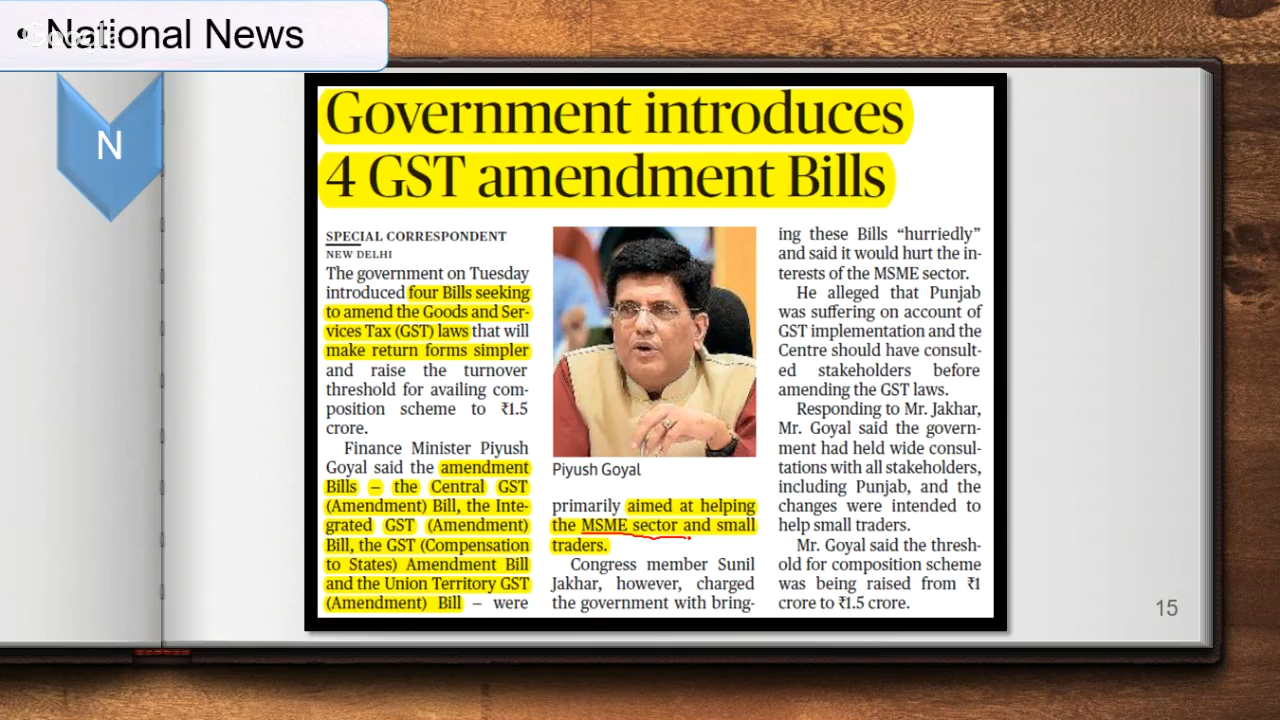 • National News
Google
N
Government introduces
4 GST amendment Bills
SPECIAL CORRESPONDENT
NEW DELHI
The government on Tuesday
introduced four Bills seeking
to amend the Goods and Ser-
vices Tax (GST) laws that will
make return forms simpler
and raise the turnover
threshold for availing com-
position scheme to ₹1.5
crore.
Finance Minister Piyush
Goyal said the amendment
Bills – the Central GST
(Amendment) Bill, the Inte-
grated GST (Amendment)
Bill, the GST (Compensation
to States) Amendment Bill
and the Union Territory GST
(Amendment) Bill – were
Piyush Goyal
primarily aimed at helping
the MSME sector and small
traders.
Congress member Sunil
Jakhar, however, charged
the government with bring-
ing these Bills “hurriedly”
and said it would hurt the in-
terests of the MSME sector.
He alleged that Punjab
was suffering on account of
GST implementation and the
Centre should have consult-
ed stakeholders before
amending the GST laws.
Responding to Mr. Jakhar,
Mr. Goyal said the govern-
ment had held wide consul-
tations with all stakeholders,
including Punjab, and the
changes were intended to
help small traders.
Mr. Goyal said the thresh-
old for composition scheme
was being raised from ₹1
crore to ₹1.5 crore.
15